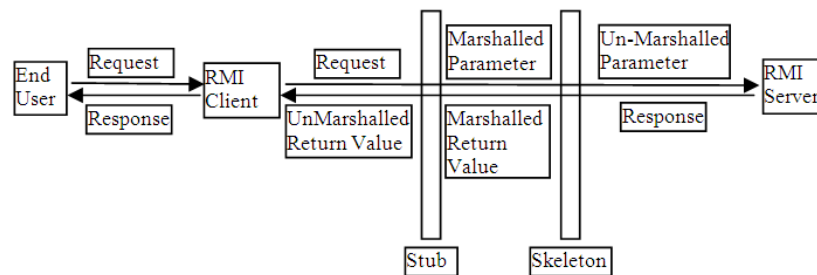 End
User
Request
Response
RMI
Client
Request
UnMarshalled
Return Value
Marshalled
Parameter
Marshalled
Return
Value
Un-Marshalled
Parameter
Response
RMI
Server
Stub
Skeleton